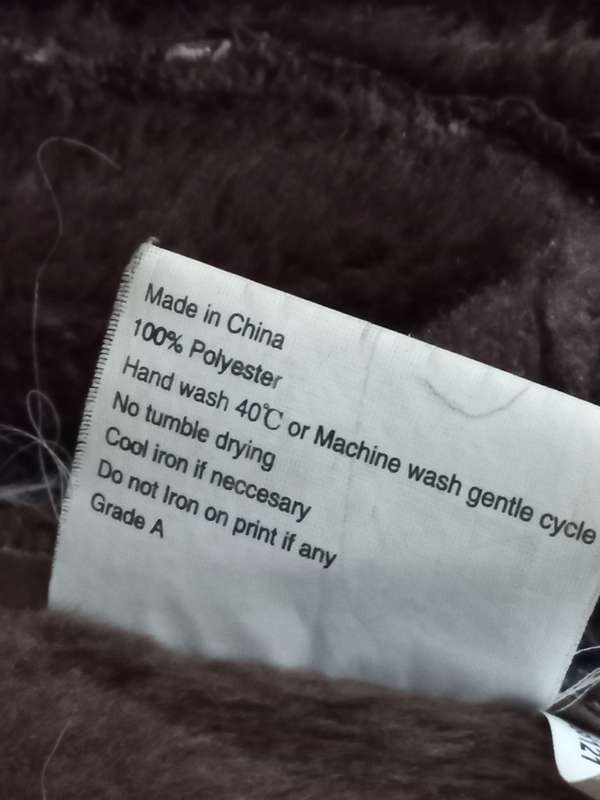 Made in China
100% Polyester
Hand wash 40℃ or Machine wash gentle cycle
No tumble drying
Cool iron if neccesary
Do not Iron on print if any
Grade A